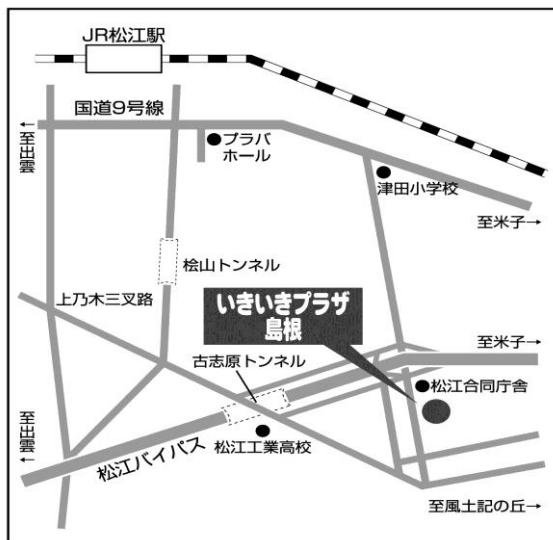 JR松江駅
国道9号線
←至出雲
プラバ
ホール
津田小学校
至米子→
桧山トンネル
上乃木三叉路
いきいきプラザ
島根
至米子→
古志原トンネル
松江合同庁舎
至出雲←
松江バイパス
松江工業高校
至風土記の丘→